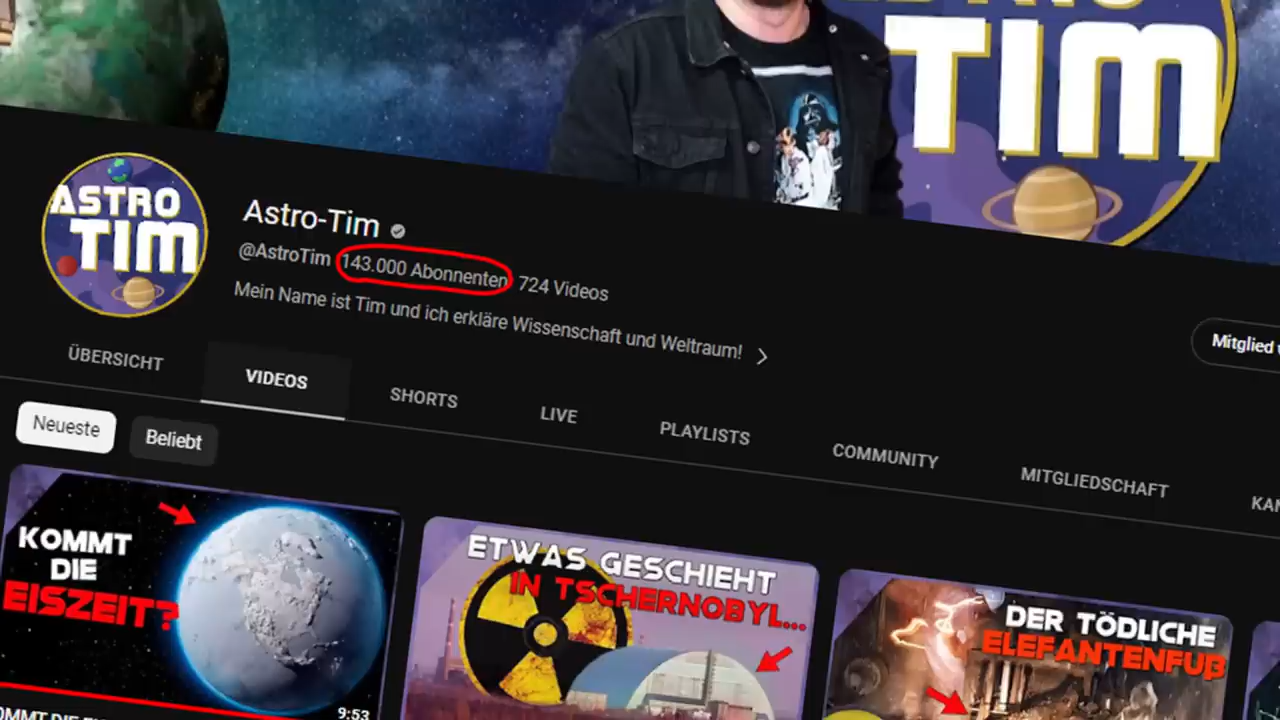 TIM
ASTRO
TIM
Astro-Tim
@AstroTim 143.000 Abonnenten 724 Videos
Mein Name ist Tim und ich erkläre Wissenschaft und Weltraum!
Mitglied
ÜBERSICHT VIDEOS SHORTS LIVE PLAYLISTS COMMUNITY MITGLIEDSCHAFT
Neueste Beliebt
KOMMT
DIE
EISZEIT?
9:53
ETWAS GESCHIEHT
IN TSCHERNOBYL...
DER TÖDLICHE
ELEFANTENFUß